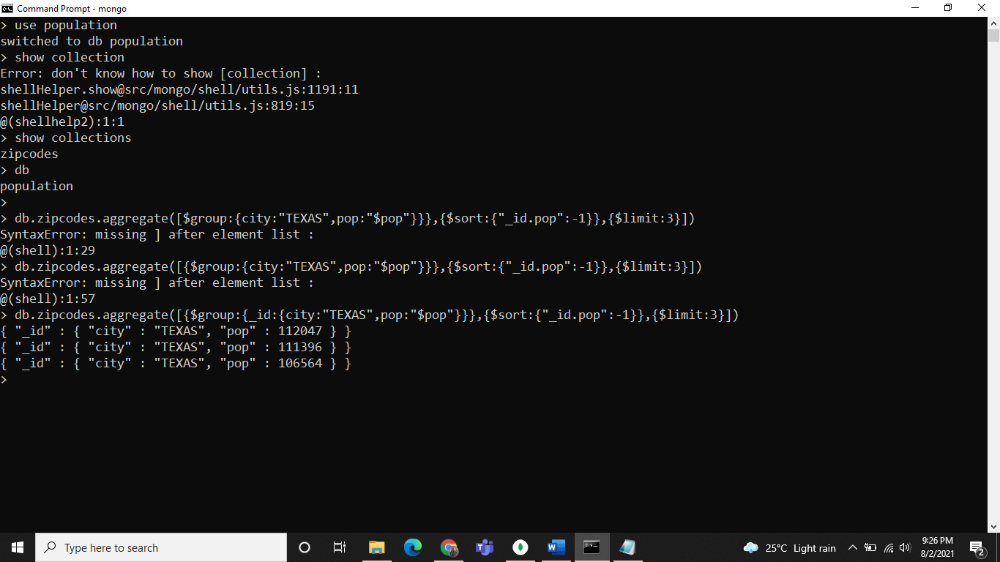 Command Prompt - mongo
> use population
switched to db population
> show collection
Error: don't know how to show [collection] :
shellHelper.show@src/mongo/shell/utils.js:1191:11
shellHelper@src/mongo/shell/utils.js:819:15
@(shellhelp2):1:1
> show collections
zipcodes
> db
population
>
> db.zipcodes.aggregate([$group:{city:"TEXAS",pop:"$pop"}}},{$sort:{"_id.pop":-1}},{$limit:3}])
SyntaxError: missing ] after element list :
@(shell):1:29
> db.zipcodes.aggregate([{$group:{city:"TEXAS",pop:"$pop"}}},{$sort:{"_id.pop":-1}},{$limit:3}])
SyntaxError: missing ] after element list :
@(shell):1:57
> db.zipcodes.aggregate([{$group:{_id:{city:"TEXAS",pop:"$pop"}}},{$sort:{"_id.pop":-1}},{$limit:3}])
{ "_id" : { "city" : "TEXAS", "pop" : 112047 } }
{ "_id" : { "city" : "TEXAS", "pop" : 111396 } }
{ "_id" : { "city" : "TEXAS", "pop" : 106564 } }
>
Type here to search
25°C Light rain
9:26 PM
8/2/2021
2